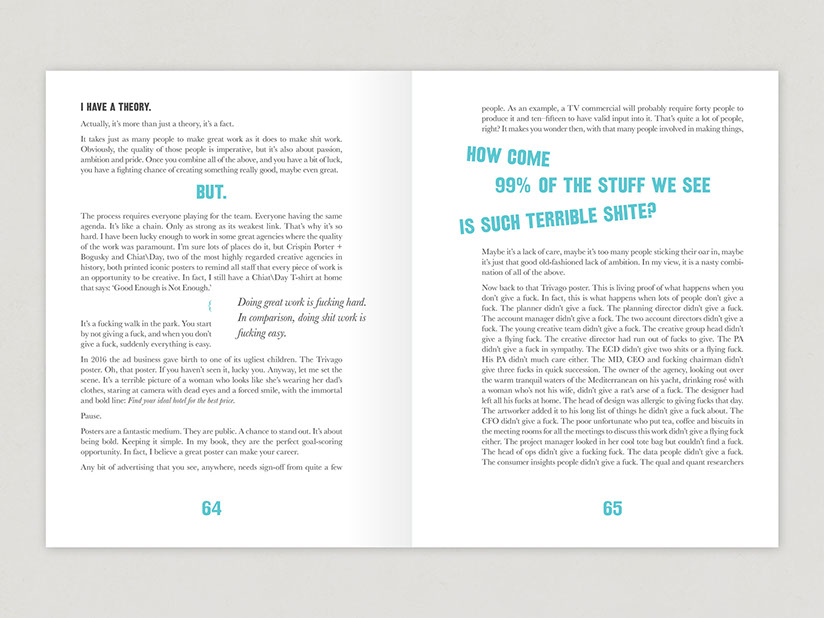 I HAVE A THEORY.
Actually, it's more than just a theory, it's a fact.
It takes just as many people to make great work as it does to make shit work.
Obviously, the quality of those people is imperative, but it's also about passion,
ambition and pride. Once you combine all of the above, and you have a bit of luck,
you have a fighting chance of creating something really good, maybe even great.
BUT.
The process requires everyone playing for the team. Everyone having the same
agenda. It's like a chain. Only as strong as its weakest link. That's why it's so
hard. I have been lucky enough to work in some great agencies where the quality
of the work was paramount. I'm sure lots of places do it, but Crispin Porter +
Bogusky and Chiat\Day, two of the most highly regarded creative agencies in
history, both printed iconic posters to remind all staff that every piece of work is
an opportunity to be creative. In fact, I still have a Chiat\Day T-shirt at home
that says: 'Good Enough is Not Enough.'
{
Doing great work is fucking hard.
In comparison, doing shit work is
fucking easy.
It's a fucking walk in the park. You start
by not giving a fuck, and when you don't
give a fuck, suddenly everything is easy.
In 2016 the ad business gave birth to one of its ugliest children. The Trivago
poster. Oh, that poster. If you haven't seen it, lucky you. Anyway, let me set the
scene. It's a terrible picture of a woman who looks like she's wearing her dad's
clothes, staring at camera with dead eyes and a forced smile, with the immortal
and bold line: Find your ideal hotel for the best price.
Pause.
Posters are a fantastic medium. They are public. A chance to stand out. It's about
being bold. Keeping it simple. In my book, they are the perfect goal-scoring
opportunity. In fact, I believe a great poster can make your career.
Any bit of advertising that you see, anywhere, needs sign-off from quite a few
64
people. As an example, a TV commercial will probably require forty people to
produce it and ten–fifteen to have valid input into it. That's quite a lot of people,
right? It makes you wonder then, with that many people involved in making things,
HOW COME
99% OF THE STUFF WE SEE
IS SUCH TERRIBLE SHITE?
Maybe it's a lack of care, maybe it's too many people sticking their oar in, maybe
it's just that good old-fashioned lack of ambition. In my view, it is a nasty combi-
nation of all of the above.
Now back to that Trivago poster. This is living proof of what happens when you
don't give a fuck. In fact, this is what happens when lots of people don't give a
fuck. The planner didn't give a fuck. The planning director didn't give a fuck.
The account manager didn't give a fuck. The two account directors didn't give a
fuck. The young creative team didn't give a fuck. The creative group head didn't
give a flying fuck. The creative director had run out of fucks to give. The PA
didn't give a fuck in sympathy. The ECD didn't give two shits or a flying fuck.
His PA didn't much care either. The MD, CEO and fucking chairman didn't
give three fucks in quick succession. The owner of the agency, looking out over
the warm tranquil waters of the Mediterranean on his yacht, drinking rosé with
a woman who's not his wife, didn't give a rat's arse of a fuck. The designer had
left all his fucks at home. The head of design was allergic to giving fucks that day.
The artworker added it to his long list of things he didn't give a fuck about. The
CFO didn't give a fuck. The poor unfortunate who put tea, coffee and biscuits in
the meeting rooms for all the meetings to discuss this work didn't give a flying fuck
either. The project manager looked in her cool tote bag but couldn't find a fuck.
The head of ops didn't give a fucking fuck. The data people didn't give a fuck.
The consumer insights people didn't give a fuck. The qual and quant researchers
65